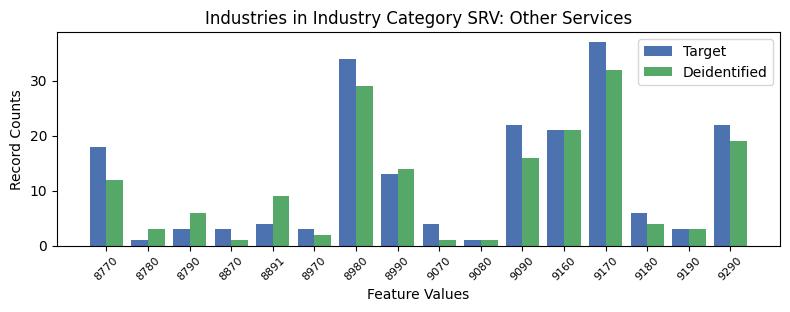 Industries in Industry Category SRV: Other Services
Target
Deidentified
Record Counts
30
20
10
0
8770 8780 8790 8870 8891 8970 8980 8990 9070 9080 9090 9160 9170 9180 9190 9290
Feature Values